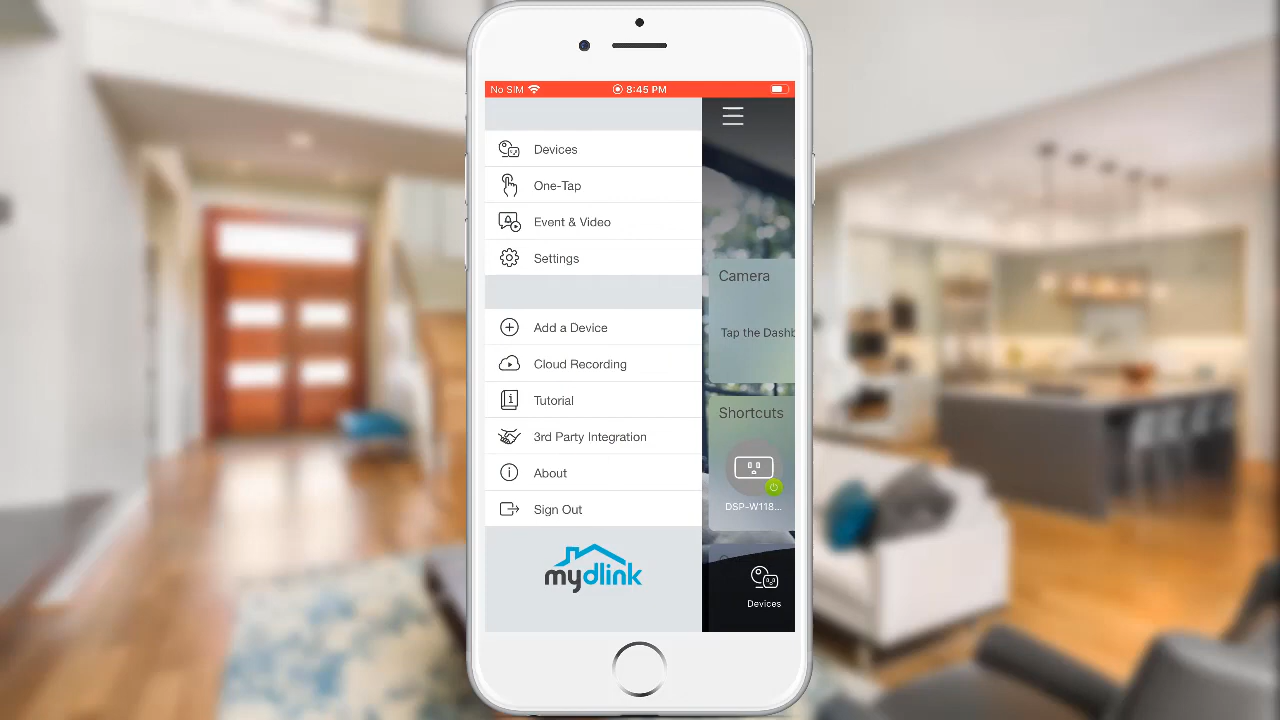 No SIM 8:45 PM
Devices
One-Tap
Event & Video
Settings
Add a Device
Cloud Recording
Tutorial
3rd Party Integration
About
Sign Out
mydlink
Camera
Tap the Dashb
Shortcuts
DSP-W118...
Devices